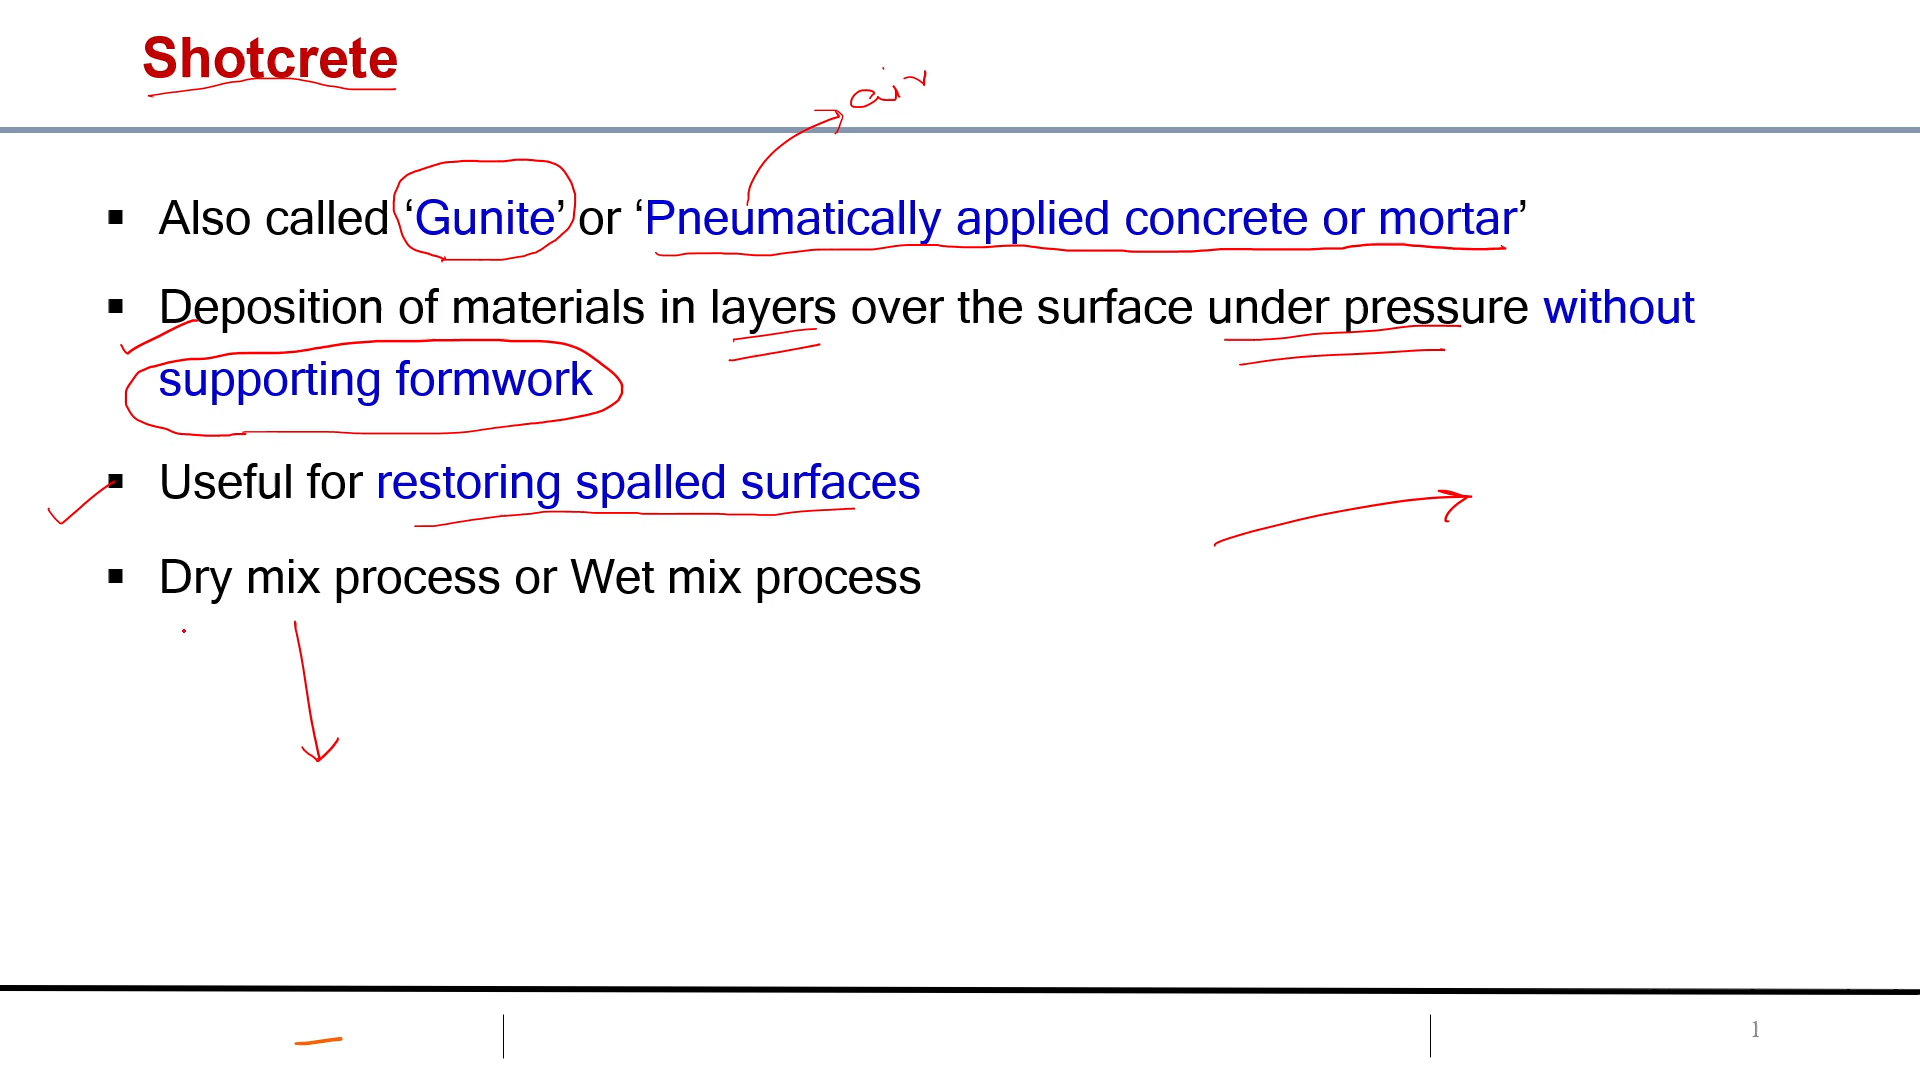 Shotcrete
air
▪ Also called ‘Gunite’ or ‘Pneumatically applied concrete or mortar’
▪ Deposition of materials in layers over the surface under pressure without
supporting formwork
▪ Useful for restoring spalled surfaces
▪ Dry mix process or Wet mix process
1